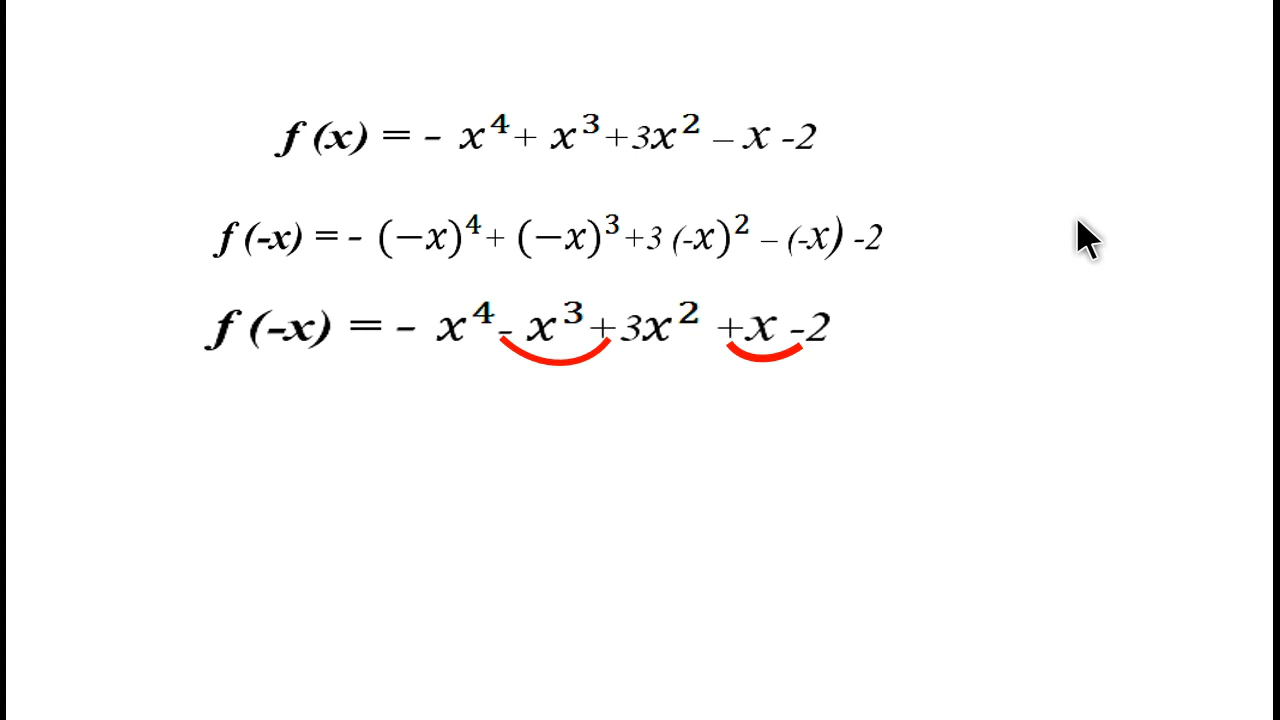 f (x) = - x⁴+ x³+3x² – x -2
f (-x) = - (−x)⁴+ (−x)³+3 (-x)² – (-x) -2
f (-x) = - x⁴- x³+3x² +x -2